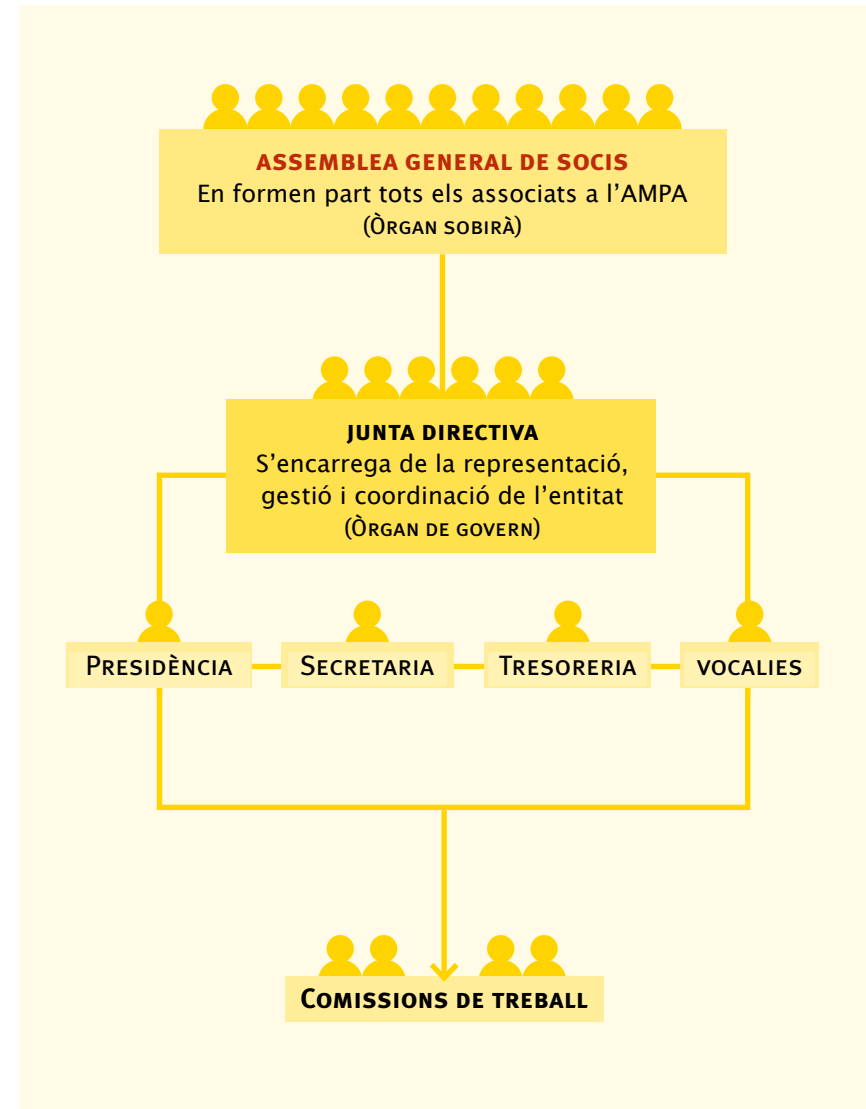 ASSEMBLEA GENERAL DE SOCIS
En formen part tots els associats a l’AMPA
(Òrgan sobirà)
JUNTA DIRECTIVA
S’encarrega de la representació,
gestió i coordinació de l’entitat
(Òrgan de govern)
Presidència
Secretaria
Tresoreria
vocalies
Comissions de treball